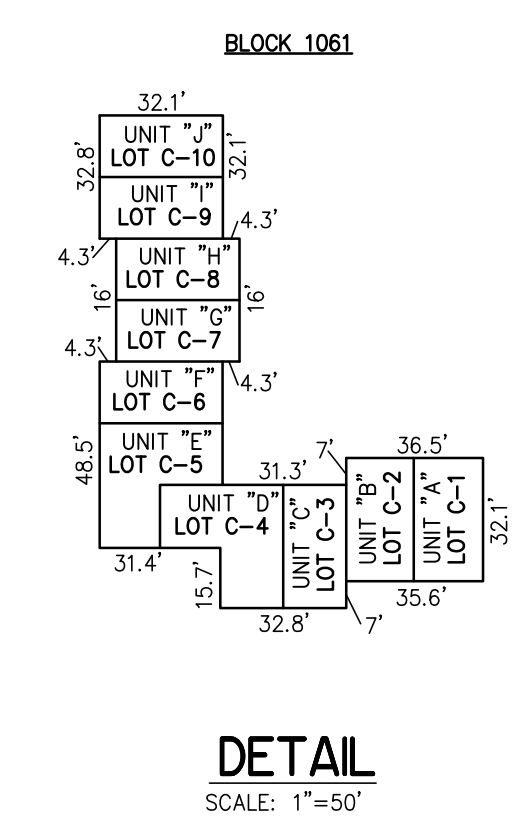 BLOCK 1061
32.1'
UNIT "J"
LOT C-10
32.8'
32.1'
UNIT "I"
LOT C-9
4.3'
4.3'
UNIT "H"
LOT C-8
16'
16'
UNIT "G"
LOT C-7
4.3'
4.3'
UNIT "F"
LOT C-6
UNIT "E"
LOT C-5
48.5'
31.3'
7'
36.5'
UNIT "D"
LOT C-4
UNIT "C"
LOT C-3
UNIT "B"
LOT C-2
UNIT "A"
LOT C-1
32.1'
31.4'
15.7'
32.8'
7'
35.6'
DETAIL
SCALE: 1"=50'